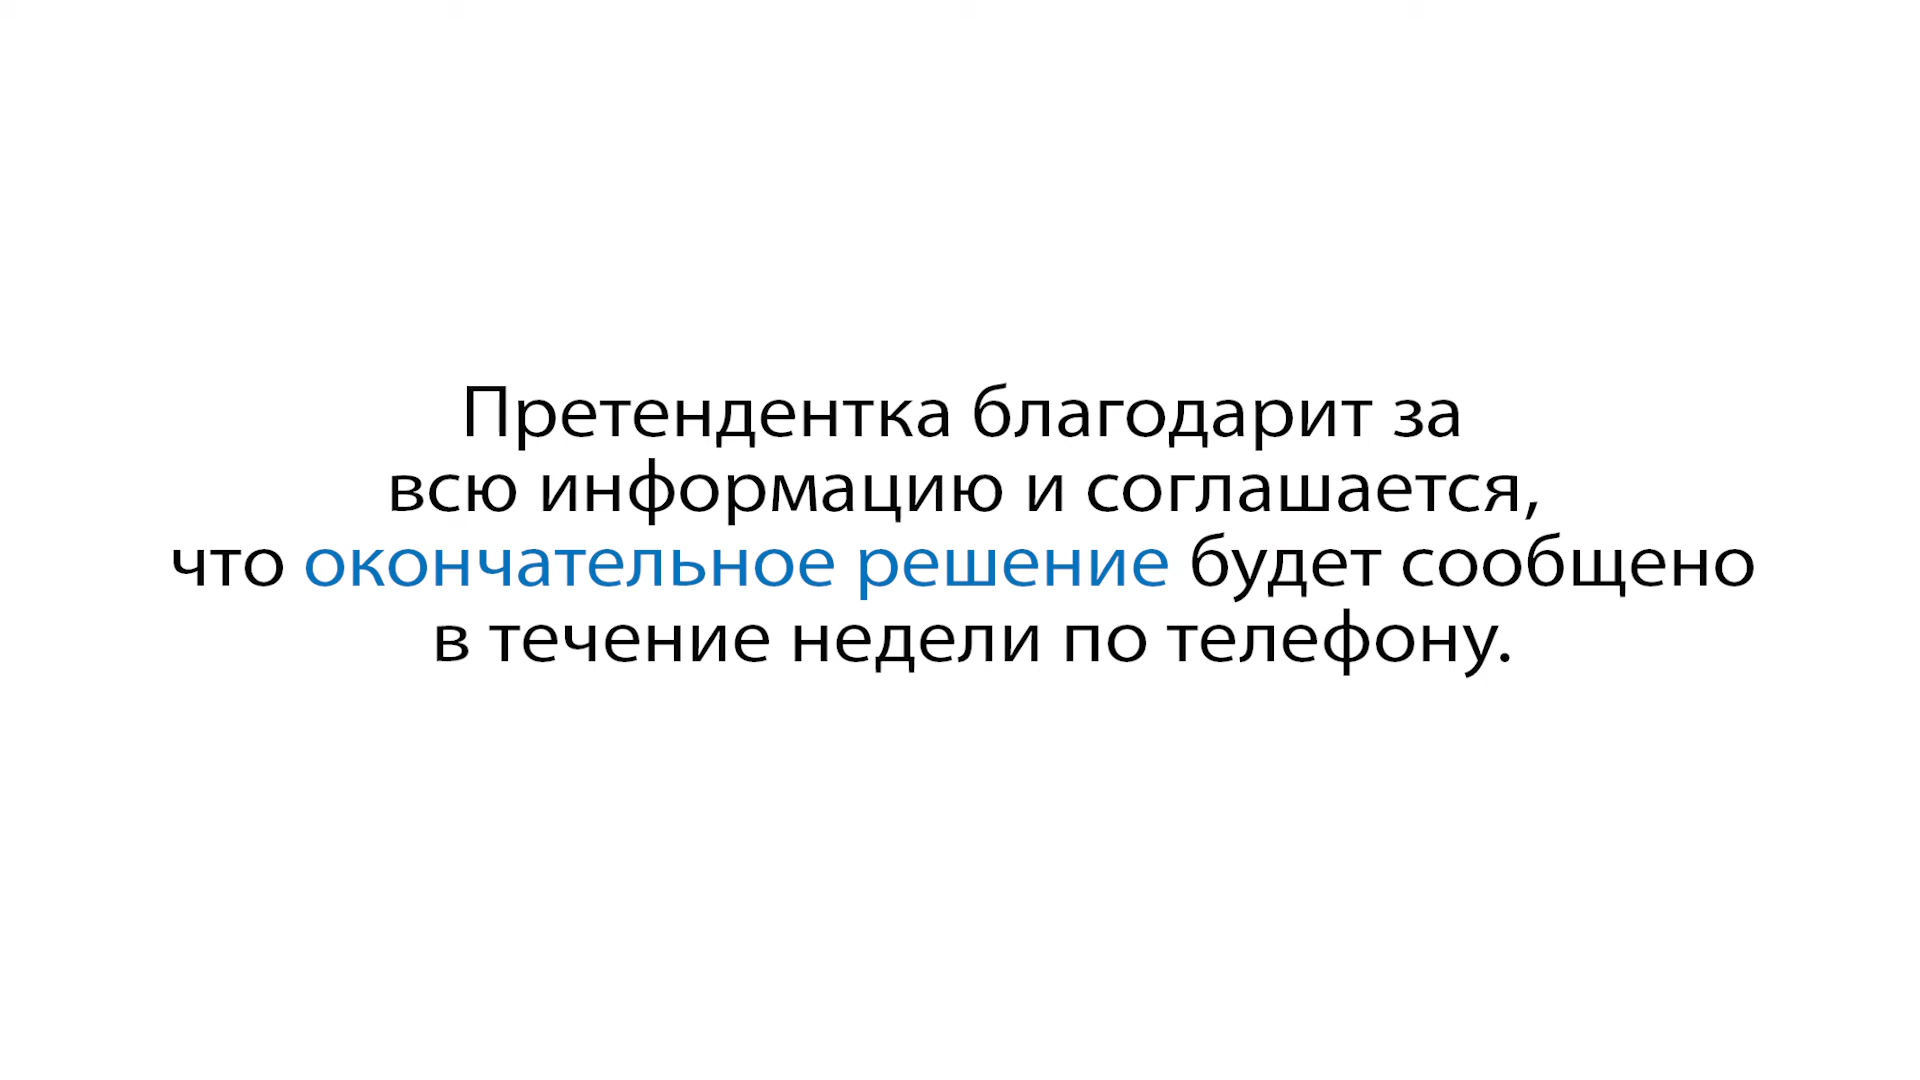 Претендентка благодарит за
всю информацию и соглашается,
что окончательное решение будет сообщено
в течение недели по телефону.